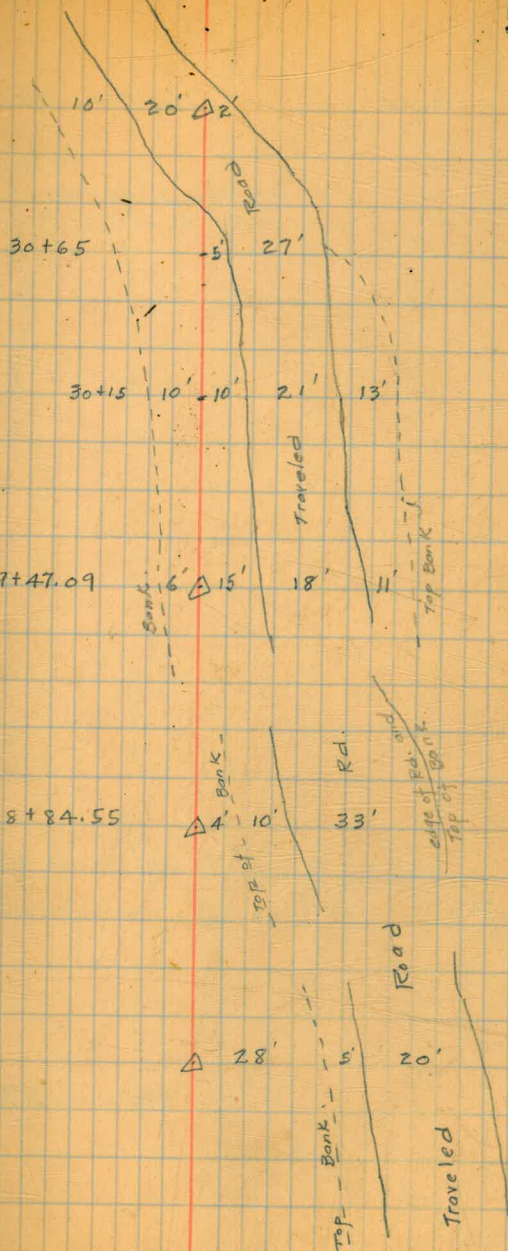 10' 20' 2'
Road
30+65 5' 27'
30+15 10' 10' 21' 13'
Traveled
Top Bank
7+47.09 6' 15' 18' 11'
Bank
Bank
Rd.
edge of Rd. and
Top of Bank
8+84.55 4' 10' 33'
Top of
Road
28' 5' 20'
Top Bank
Traveled